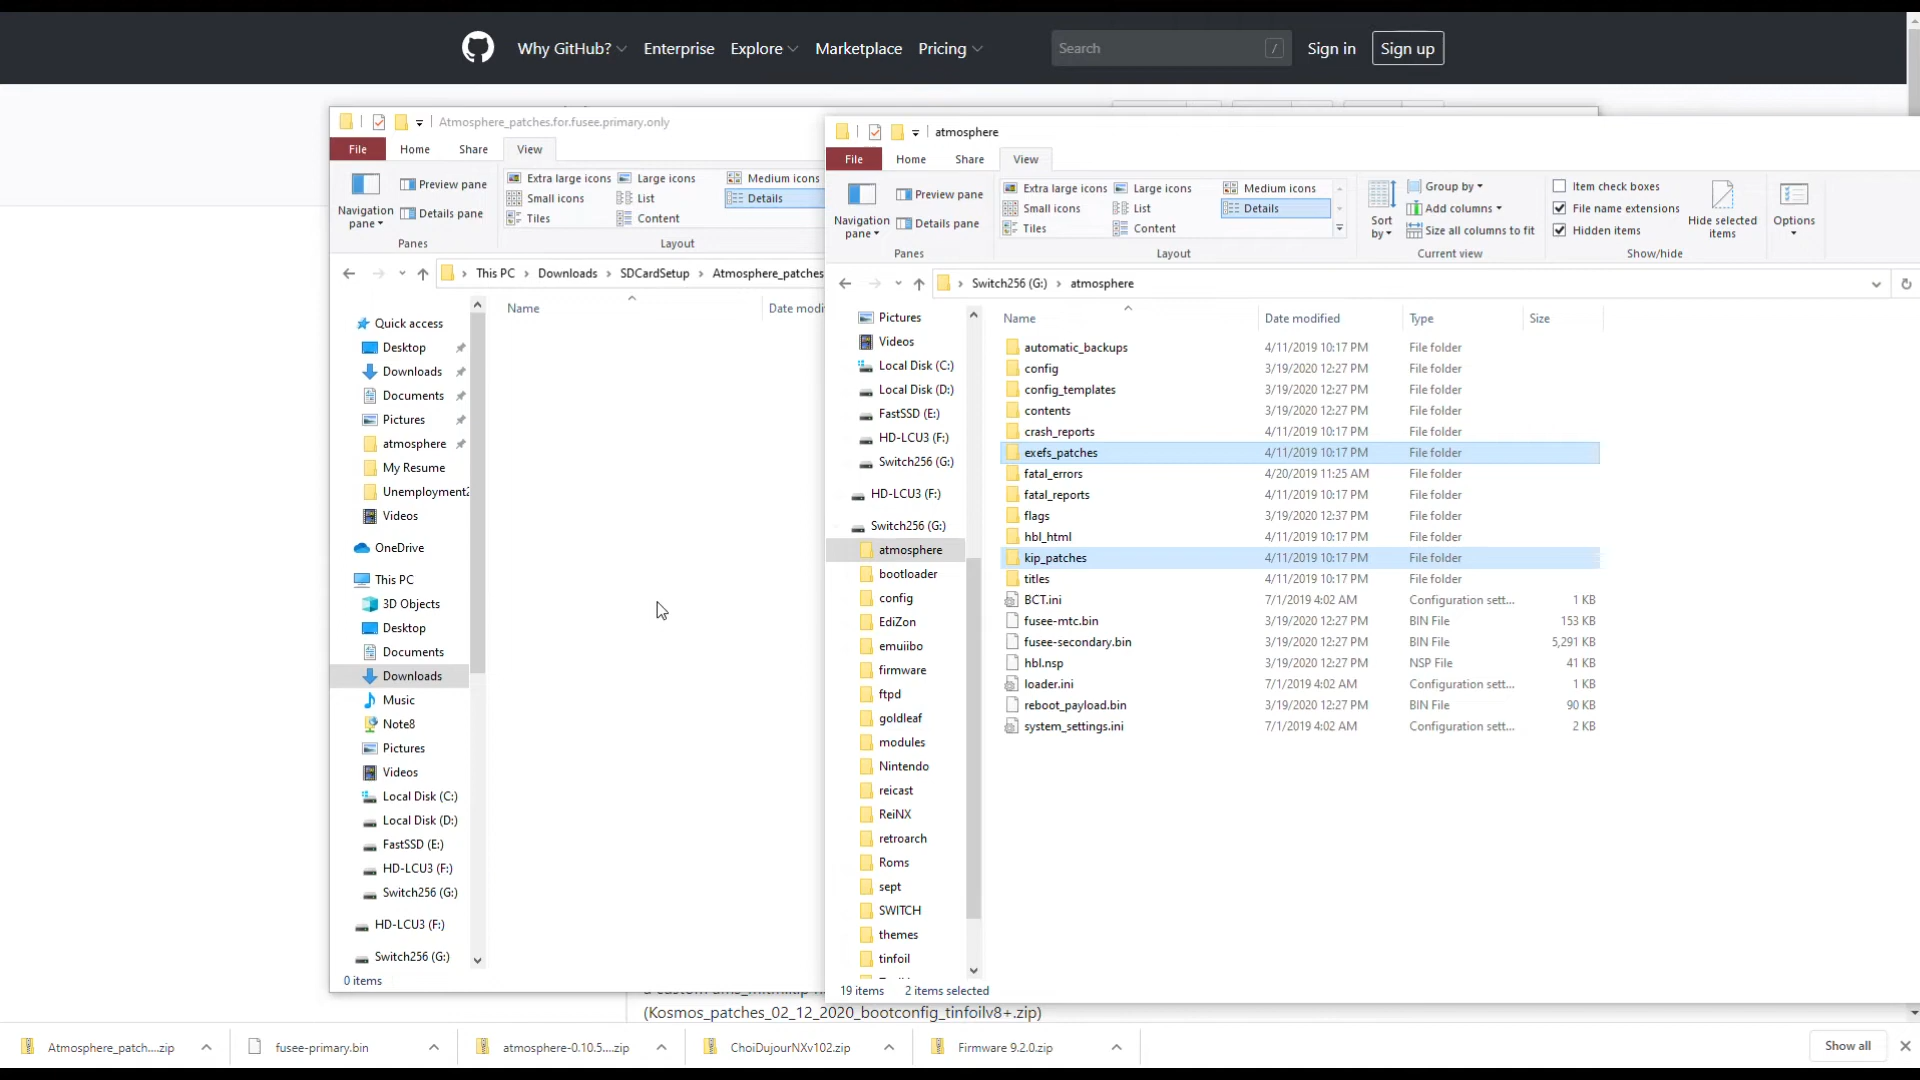 Why GitHub? Enterprise Explore Marketplace Pricing Search / Sign in Sign up
Atmosphere_patches.for.fusee.primary.only
File Home Share View
Navigation pane
Preview pane
Details pane
Panes
Extra large icons Large icons Medium icons
Small icons List Details
Tiles Content
Layout
This PC Downloads SDCardSetup Atmosphere_patches
Name Date modi
Quick access
Desktop
Downloads
Documents
Pictures
atmosphere
My Resume
Unemployment2
Videos
OneDrive
This PC
3D Objects
Desktop
Documents
Downloads
Music
Note8
Pictures
Videos
Local Disk (C:)
Local Disk (D:)
FastSSD (E:)
HD-LCU3 (F:)
Switch256 (G:)
HD-LCU3 (F:)
Switch256 (G:)
0 items
atmosphere
File Home Share View
Navigation pane
Preview pane
Details pane
Panes
Extra large icons Large icons Medium icons
Small icons List Details
Tiles Content
Layout
Sort by
Group by
Add columns
Size all columns to fit
Current view
Item check boxes
File name extensions
Hidden items
Hide selected items
Show/hide
Options
Switch256 (G:) atmosphere
Pictures
Videos
Local Disk (C:)
Local Disk (D:)
FastSSD (E:)
HD-LCU3 (F:)
Switch256 (G:)
HD-LCU3 (F:)
Switch256 (G:)
atmosphere
bootloader
config
EdiZon
emuiibo
firmware
ftpd
goldleaf
modules
Nintendo
reicast
ReiNX
retroarch
Roms
sept
SWITCH
themes
tinfoil
Name Date modified Type Size
automatic_backups 4/11/2019 10:17 PM File folder
config 3/19/2020 12:27 PM File folder
config_templates 3/19/2020 12:27 PM File folder
contents 3/19/2020 12:27 PM File folder
crash_reports 4/11/2019 10:17 PM File folder
exefs_patches 4/11/2019 10:17 PM File folder
fatal_errors 4/20/2019 11:25 AM File folder
fatal_reports 4/11/2019 10:17 PM File folder
flags 3/19/2020 12:37 PM File folder
hbl_html 4/11/2019 10:17 PM File folder
kip_patches 4/11/2019 10:17 PM File folder
titles 4/11/2019 10:17 PM File folder
BCT.ini 7/1/2019 4:02 AM Configuration sett... 1 KB
fusee-mtc.bin 3/19/2020 12:27 PM BIN File 153 KB
fusee-secondary.bin 3/19/2020 12:27 PM BIN File 5,291 KB
hbl.nsp 3/19/2020 12:27 PM NSP File 41 KB
loader.ini 7/1/2019 4:02 AM Configuration sett... 1 KB
reboot_payload.bin 3/19/2020 12:27 PM BIN File 90 KB
system_settings.ini 7/1/2019 4:02 AM Configuration sett... 2 KB
19 items 2 items selected
(Kosmos_patches_02_12_2020_bootconfig_tinfoilv8+.zip)
Atmosphere_patch....zip fusee-primary.bin atmosphere-0.10.5....zip ChoiDujourNXv102.zip Firmware 9.2.0.zip Show all